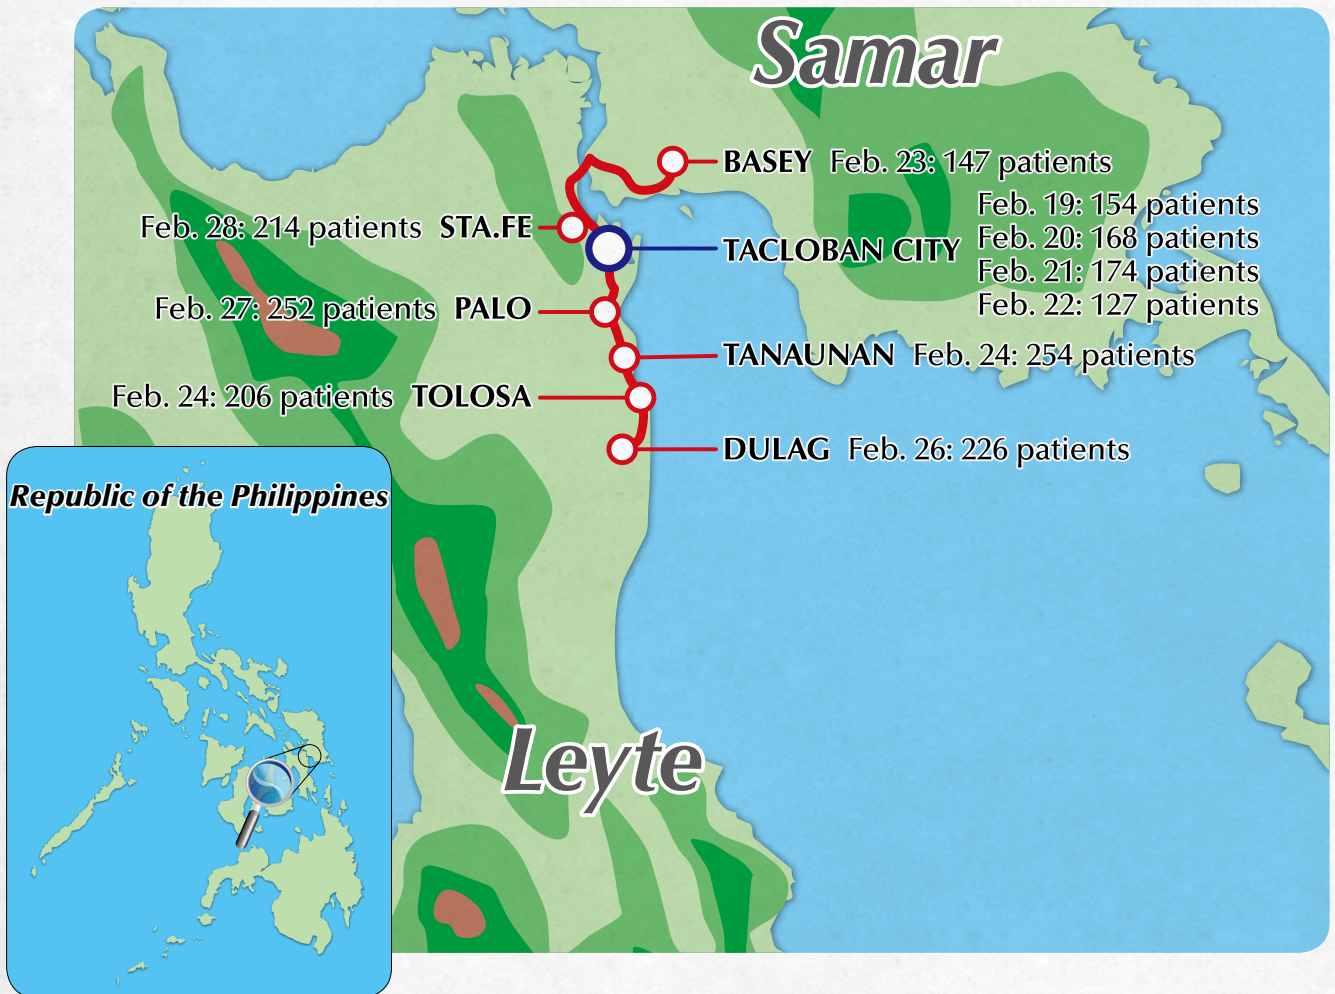 Samar
BASEY Feb. 23: 147 patients
Feb. 19: 154 patients
Feb. 28: 214 patients STA.FE
Feb. 20: 168 patients
TACLOBAN CITY
Feb. 21: 174 patients
Feb. 22: 127 patients
Feb. 27: 252 patients PALO
TANAUNAN Feb. 24: 254 patients
Feb. 24: 206 patients TOLOSA
DULAG Feb. 26: 226 patients
Republic of the Philippines
Leyte